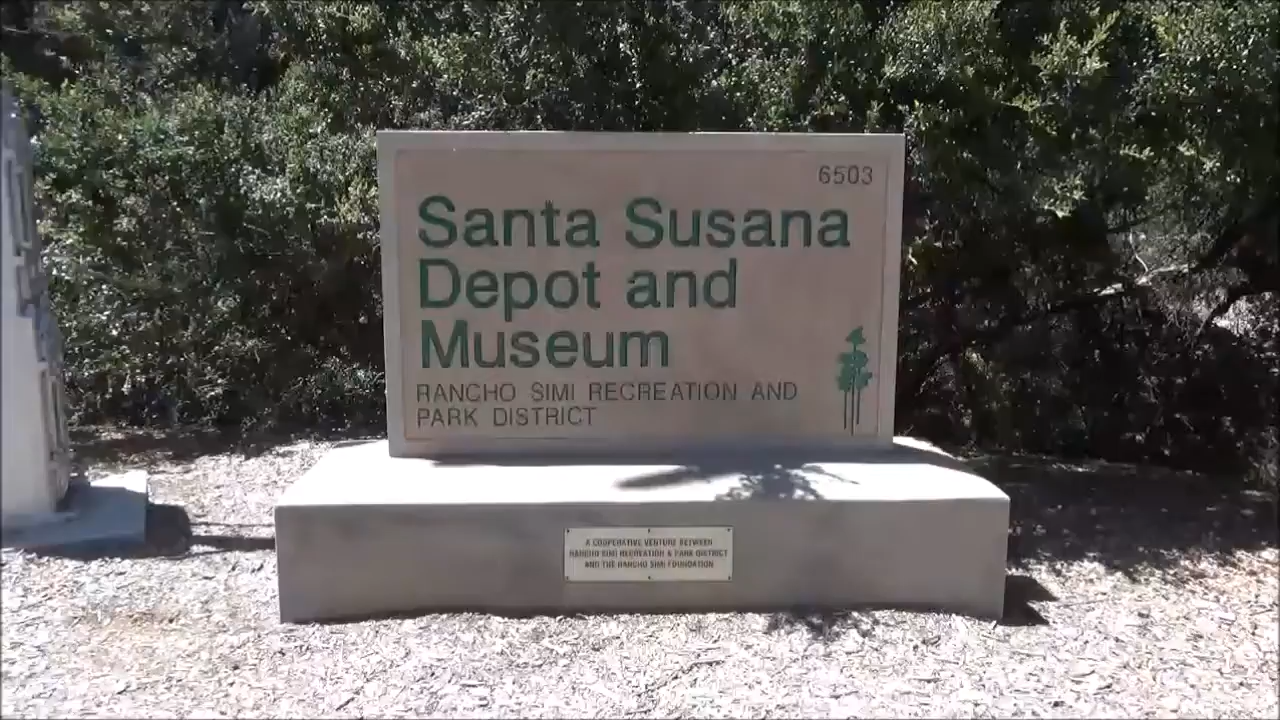 6503
Santa Susana
Depot and
Museum
RANCHO SIMI RECREATION AND
PARK DISTRICT
A COOPERATIVE VENTURE BETWEEN
RANCHO SIMI RECREATION & PARK DISTRICT
AND THE RANCHO SIMI FOUNDATION